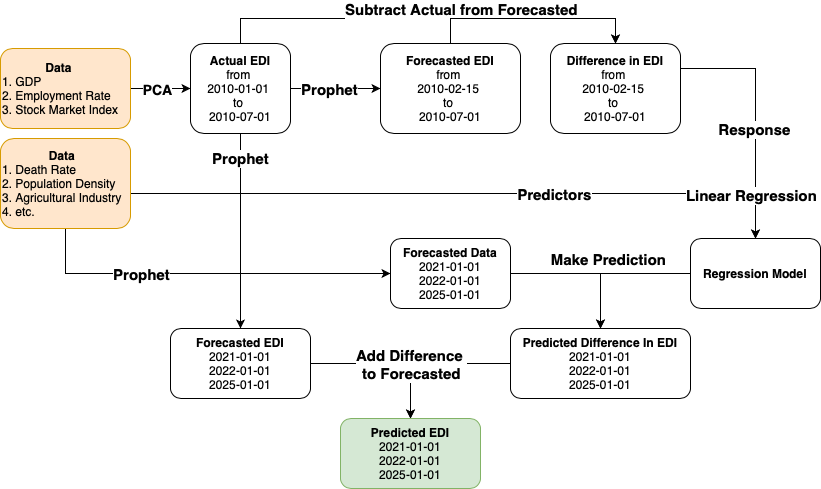 Subtract Actual from Forecasted
Data
1. GDP
2. Employment Rate
3. Stock Market Index
PCA
Actual EDI
from
2010-01-01
to
2010-07-01
Prophet
Forecasted EDI
from
2010-02-15
to
2010-07-01
Difference in EDI
from
2010-02-15
to
2010-07-01
Response
Data
1. Death Rate
2. Population Density
3. Agricultural Industry
4. etc.
Prophet
Predictors
Linear Regression
Prophet
Forecasted Data
2021-01-01
2022-01-01
2025-01-01
Make Prediction
Regression Model
Forecasted EDI
2021-01-01
2022-01-01
2025-01-01
Add Difference
to Forecasted
Predicted Difference In EDI
2021-01-01
2022-01-01
2025-01-01
Predicted EDI
2021-01-01
2022-01-01
2025-01-01